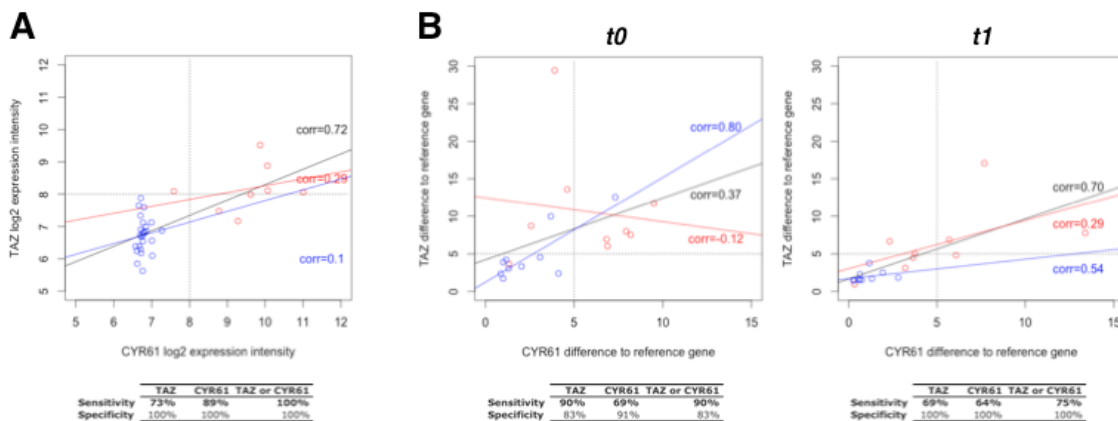 A
B
t0
t1
TAZ log2 expression intensity
12
11
10
9
8
7
6
5
corr=0.72
corr=0.29
corr=0.1
5 6 7 8 9 10 11 12
CYR61 log2 expression intensity
TAZ CYR61 TAZ or CYR61
Sensitivity 73% 89% 100%
Specificity 100% 100% 100%
TAZ difference to reference gene
30
25
20
15
10
5
0
corr=0.80
corr=0.37
corr=-0.12
0 5 10 15
CYR61 difference to reference gene
TAZ CYR61 TAZ or CYR61
Sensitivity 90% 69% 90%
Specificity 83% 91% 83%
TAZ difference to reference gene
30
25
20
15
10
5
0
corr=0.70
corr=0.29
corr=0.54
0 5 10 15
CYR61 difference to reference gene
TAZ CYR61 TAZ or CYR61
Sensitivity 69% 64% 75%
Specificity 100% 100% 100%